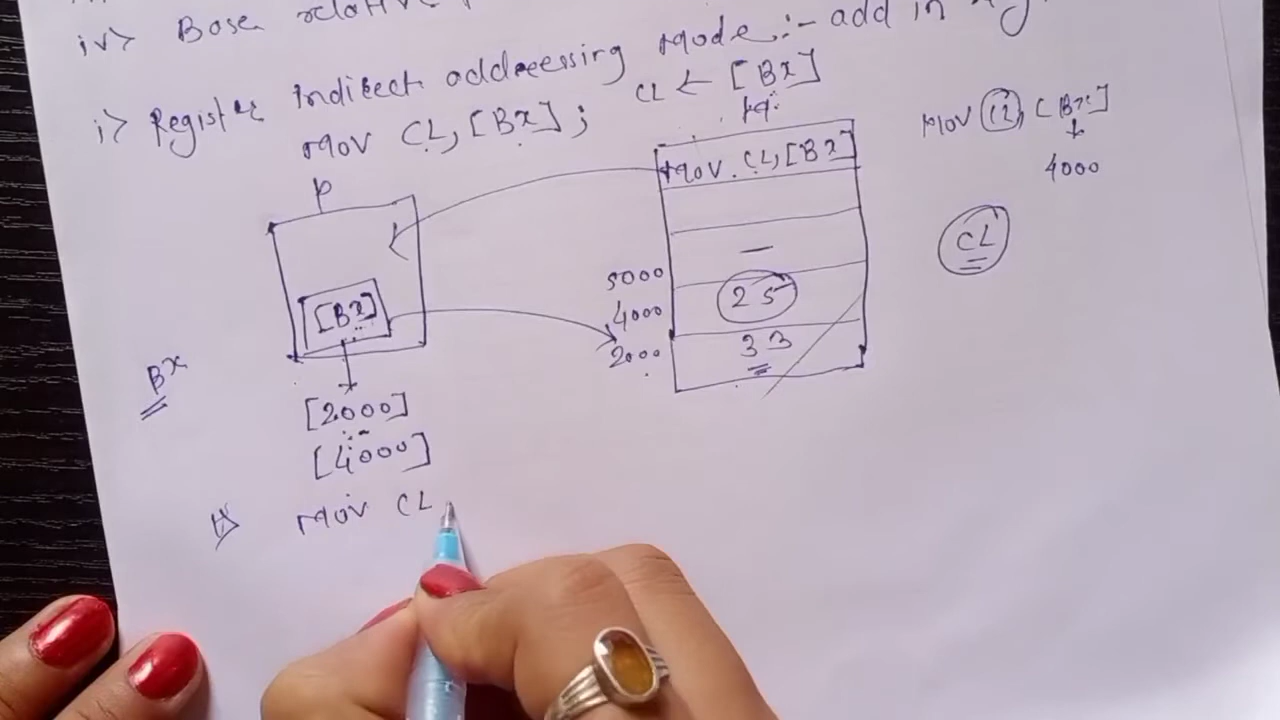 iv> Base relative
i> Register Indirect addressing Mode :- add in
Mov CL, [BX]; CL ← [BX]
Mov CL, [BX]
4000
P
Mov CL, [BX]
CL
5000
4000 25
2000 33
[BX]
BX
[2000]
[4000]
Mov CL